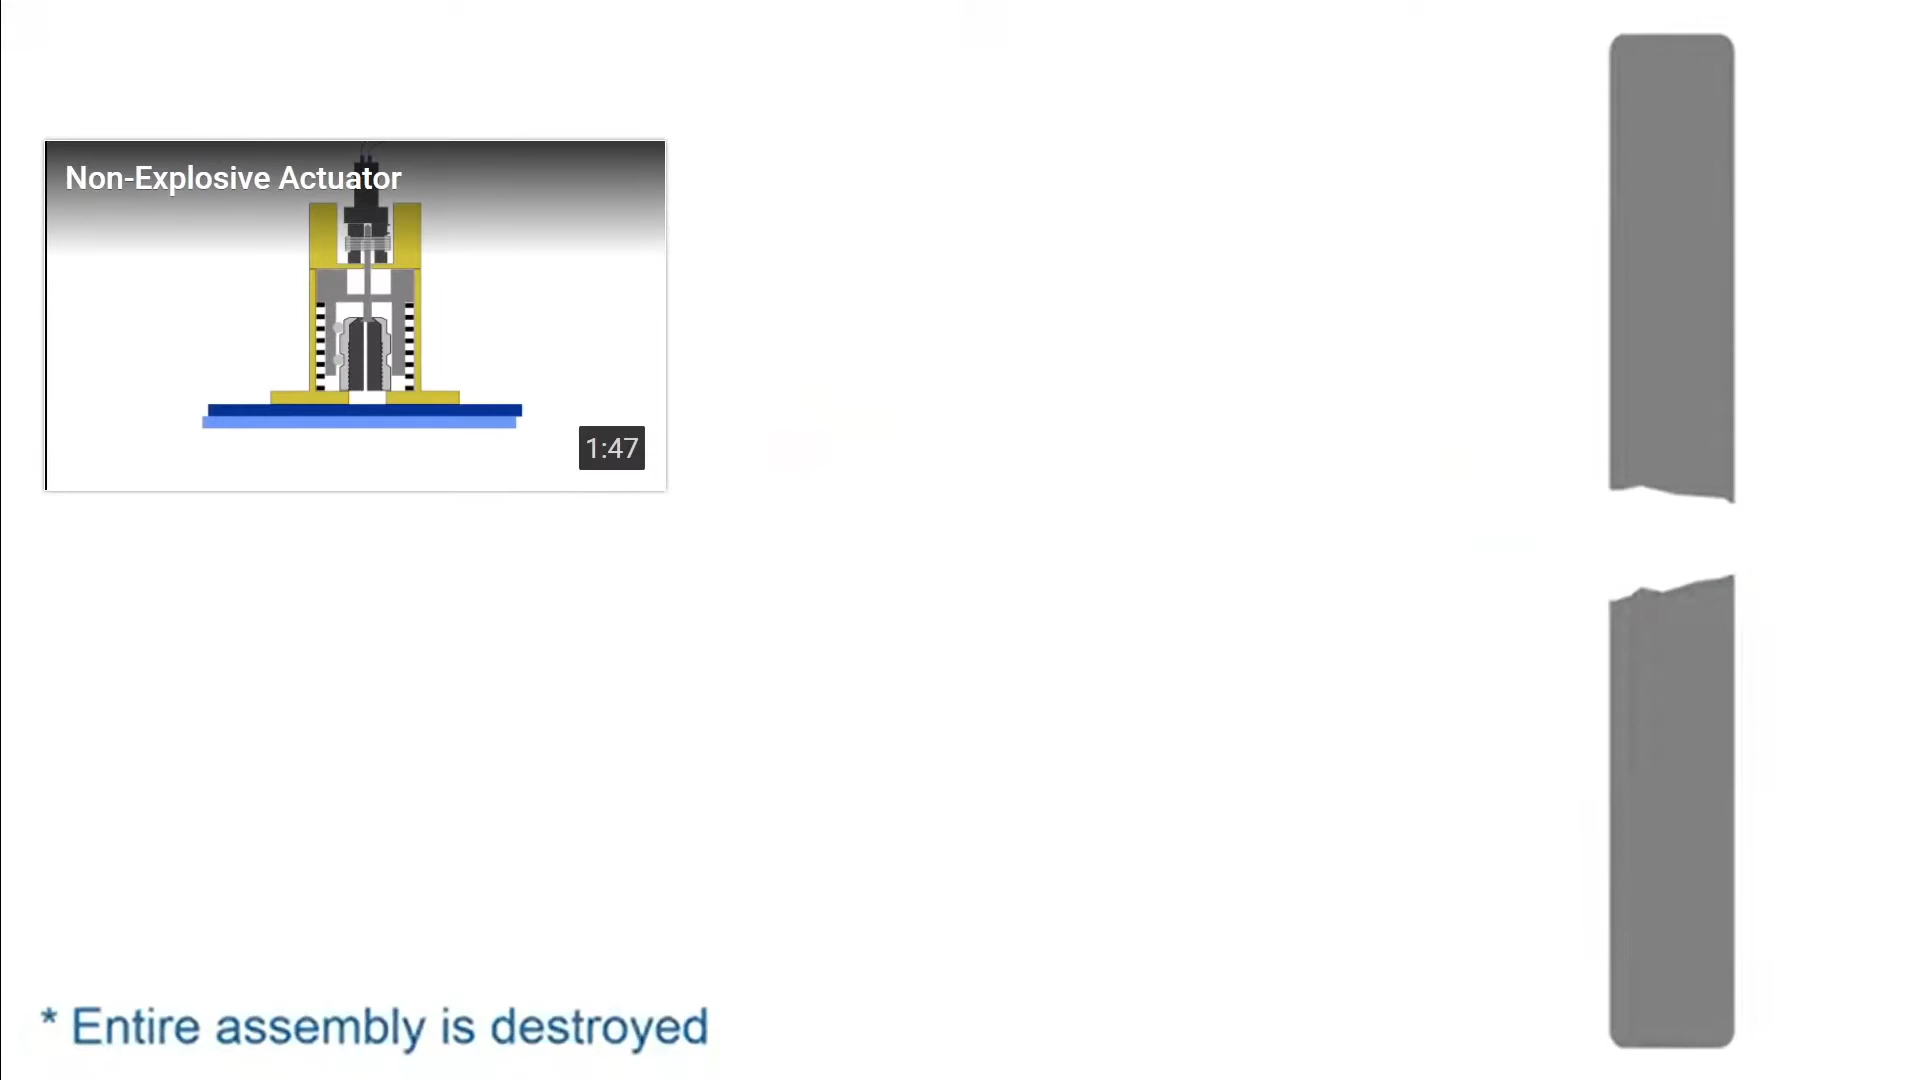 Non-Explosive Actuator
1:47
* Entire assembly is destroyed